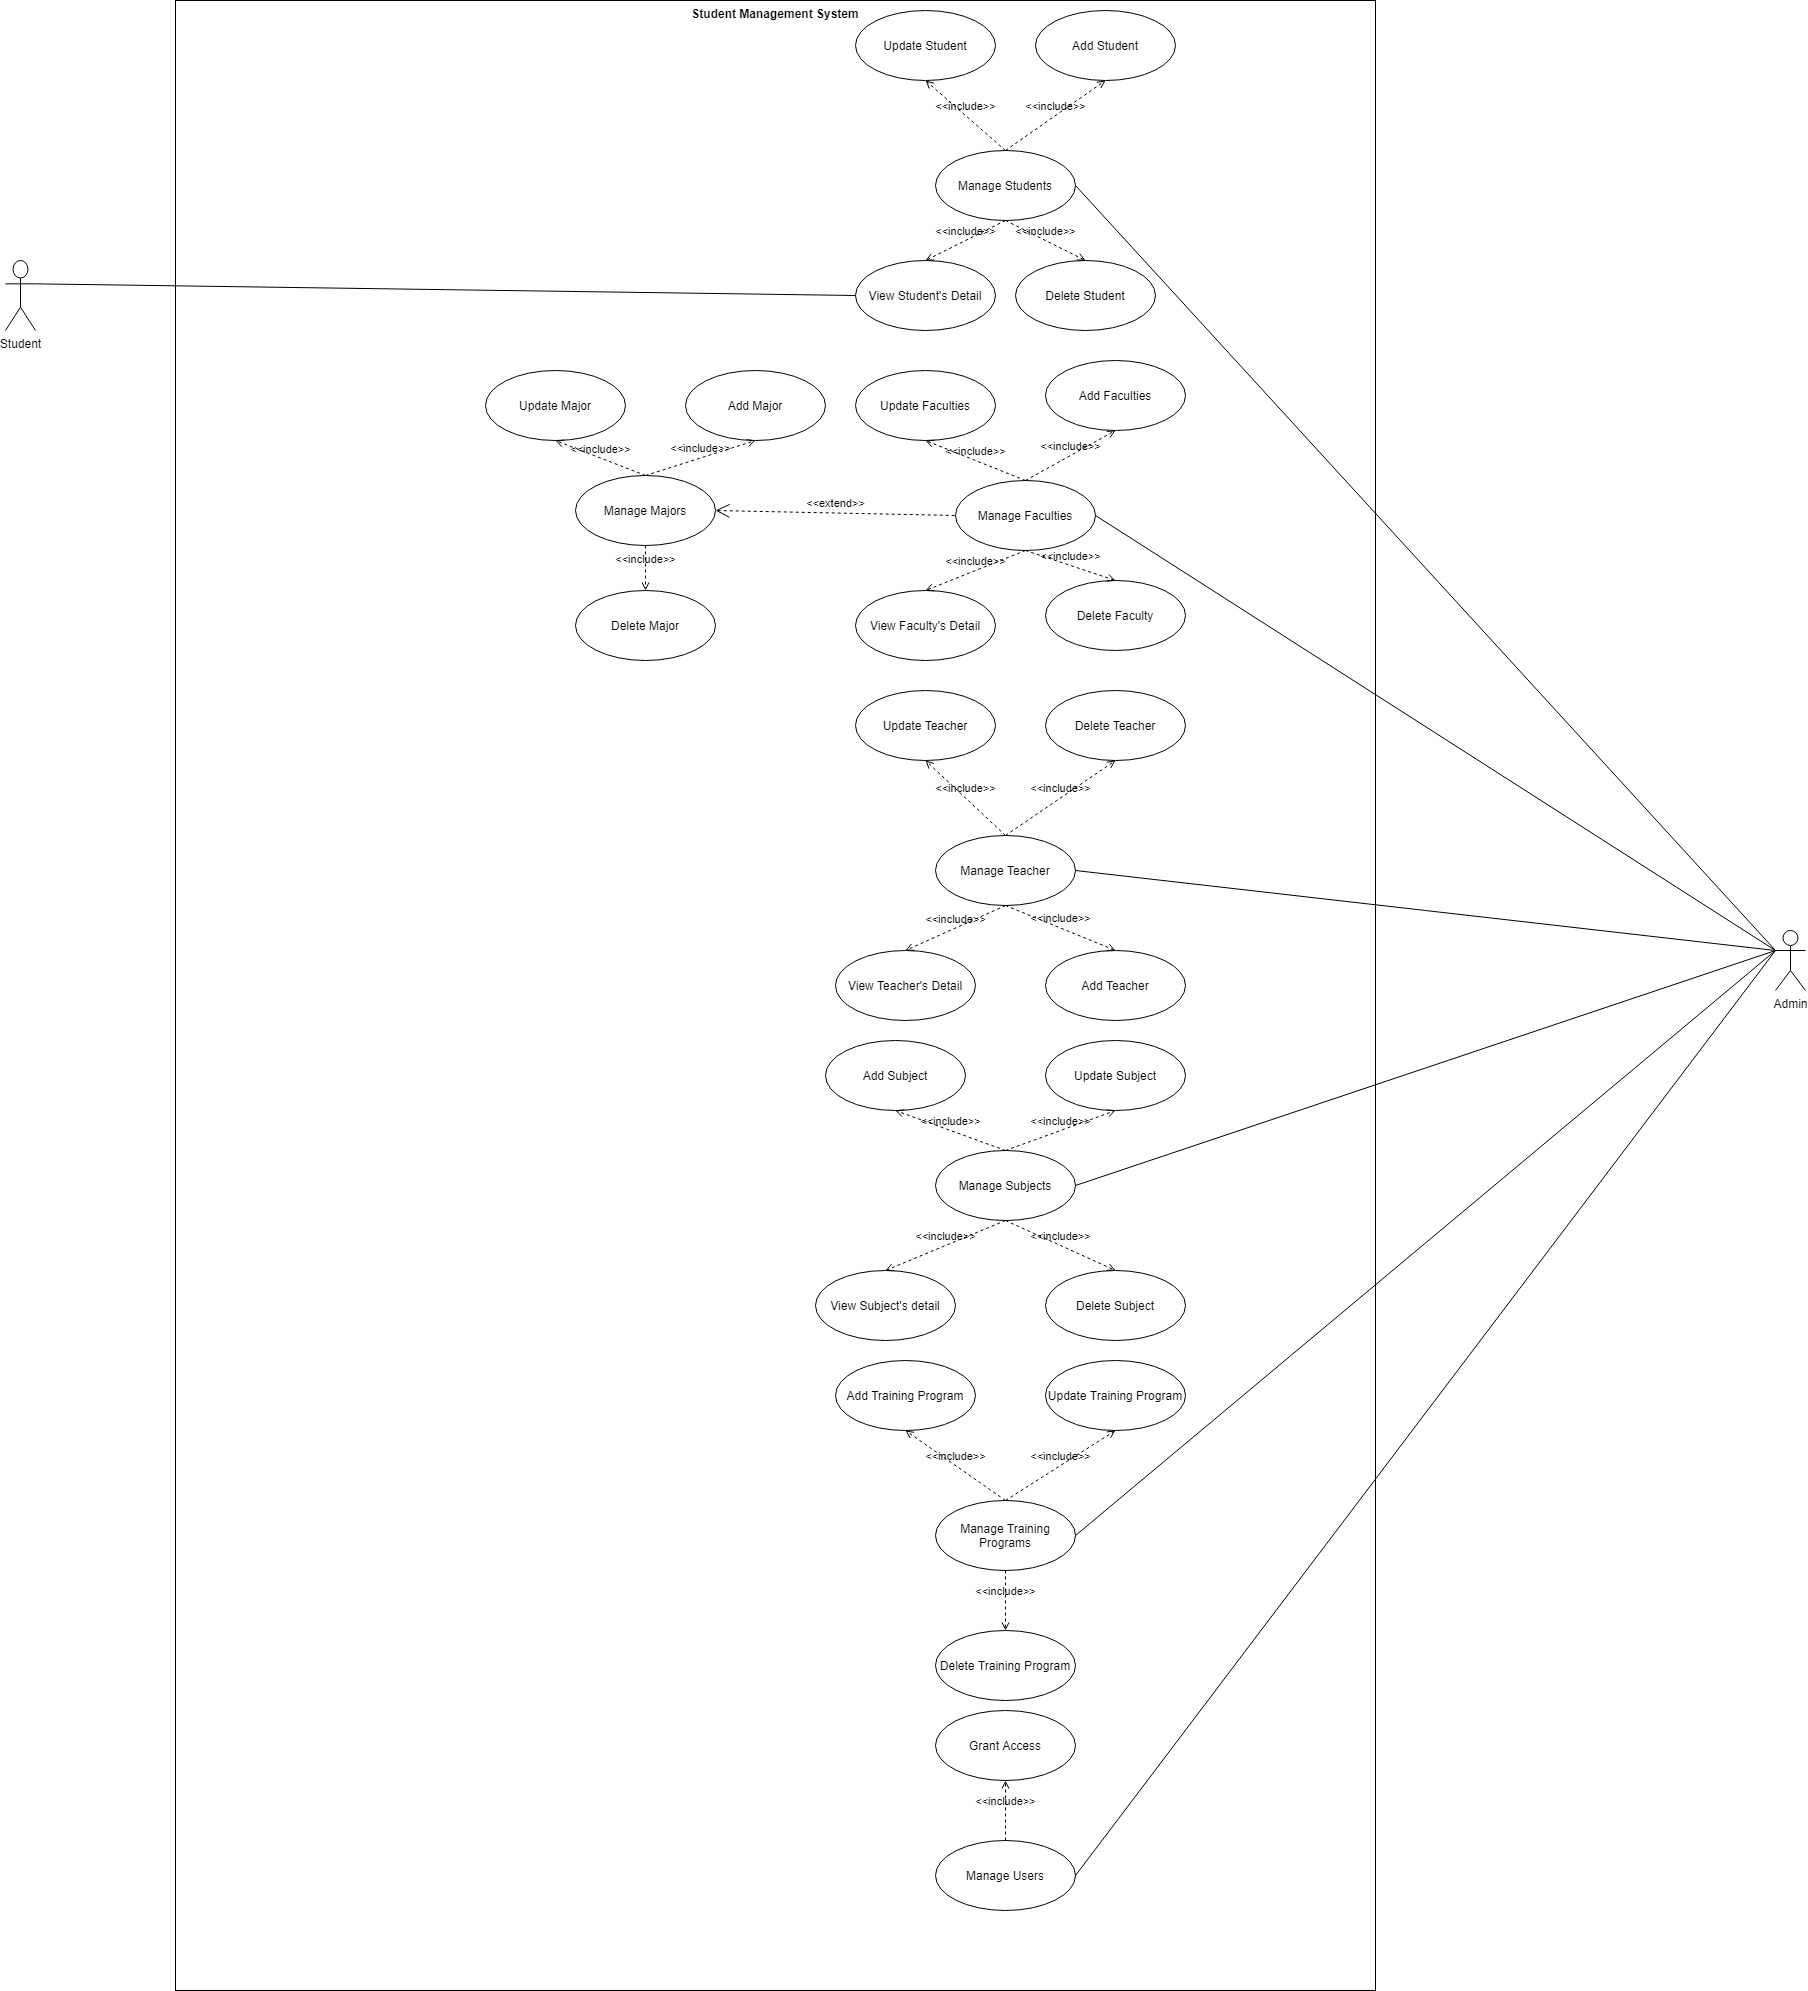 Student Management System
Update Student
Add Student
<<include>>
<<include>>
Manage Students
<<include>>
<<include>>
View Student's Detail
Delete Student
Student
Update Major
Add Major
Update Faculties
Add Faculties
<<include>>
<<include>>
<<include>>
<<include>>
Manage Majors
<<extend>>
Manage Faculties
<<include>>
<<include>>
<<include>>
Delete Major
View Faculty's Detail
Delete Faculty
Update Teacher
Delete Teacher
<<include>>
<<include>>
Manage Teacher
<<include>>
<<include>>
View Teacher's Detail
Add Teacher
Admin
Add Subject
Update Subject
<<include>>
<<include>>
Manage Subjects
<<include>>
<<include>>
View Subject's detail
Delete Subject
Add Training Program
Update Training Program
<<include>>
<<include>>
Manage Training
Programs
<<include>>
Delete Training Program
Grant Access
<<include>>
Manage Users